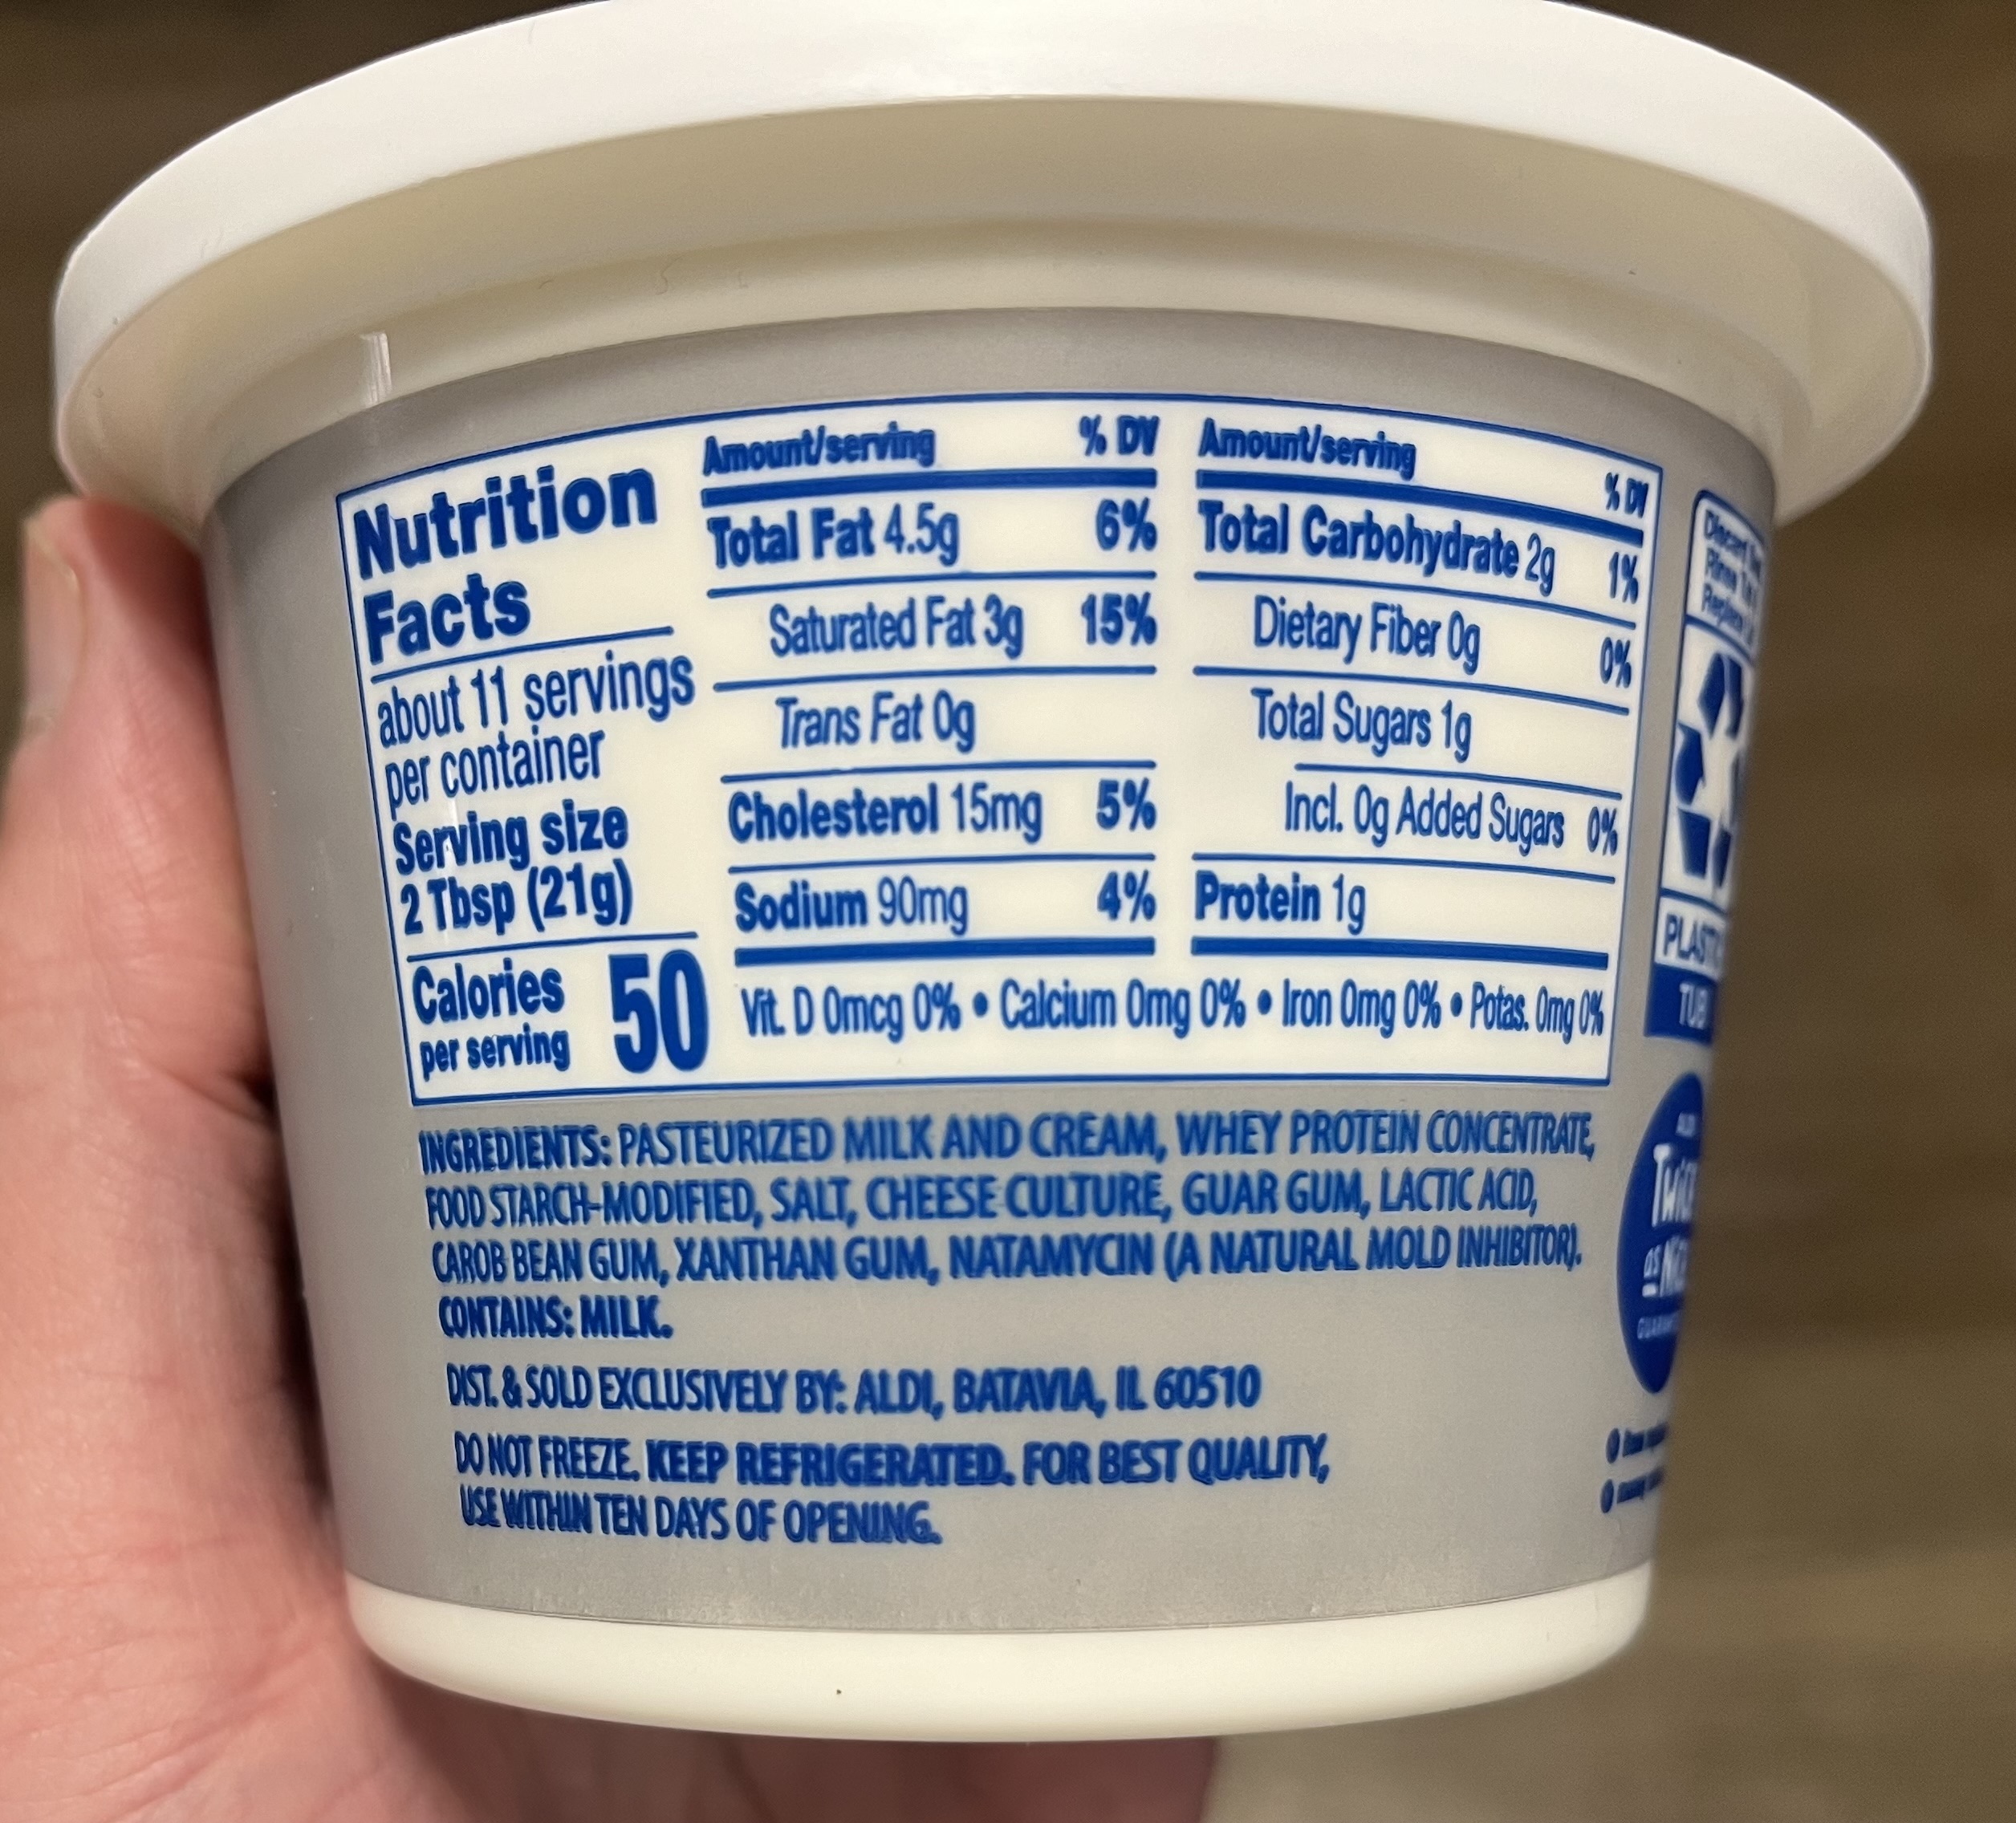 Nutrition
Facts
about 11 servings
per container
Serving size
2 Tbsp (21g)
Calories
per serving
50
Amount/serving % DV
Total Fat 4.5g 6%
Saturated Fat 3g 15%
Trans Fat 0g
Cholesterol 15mg 5%
Sodium 90mg 4%
Amount/serving % DV
Total Carbohydrate 2g 1%
Dietary Fiber 0g 0%
Total Sugars 1g
Incl. 0g Added Sugars 0%
Protein 1g
Vit. D 0mcg 0% • Calcium 0mg 0% • Iron 0mg 0% • Potas. 0mg 0%
INGREDIENTS: PASTEURIZED MILK AND CREAM, WHEY PROTEIN CONCENTRATE,
FOOD STARCH-MODIFIED, SALT, CHEESE CULTURE, GUAR GUM, LACTIC ACID,
CAROB BEAN GUM, XANTHAN GUM, NATAMYCIN (A NATURAL MOLD INHIBITOR).
CONTAINS: MILK.
DIST. & SOLD EXCLUSIVELY BY: ALDI, BATAVIA, IL 60510
DO NOT FREEZE. KEEP REFRIGERATED. FOR BEST QUALITY,
USE WITHIN TEN DAYS OF OPENING.
as